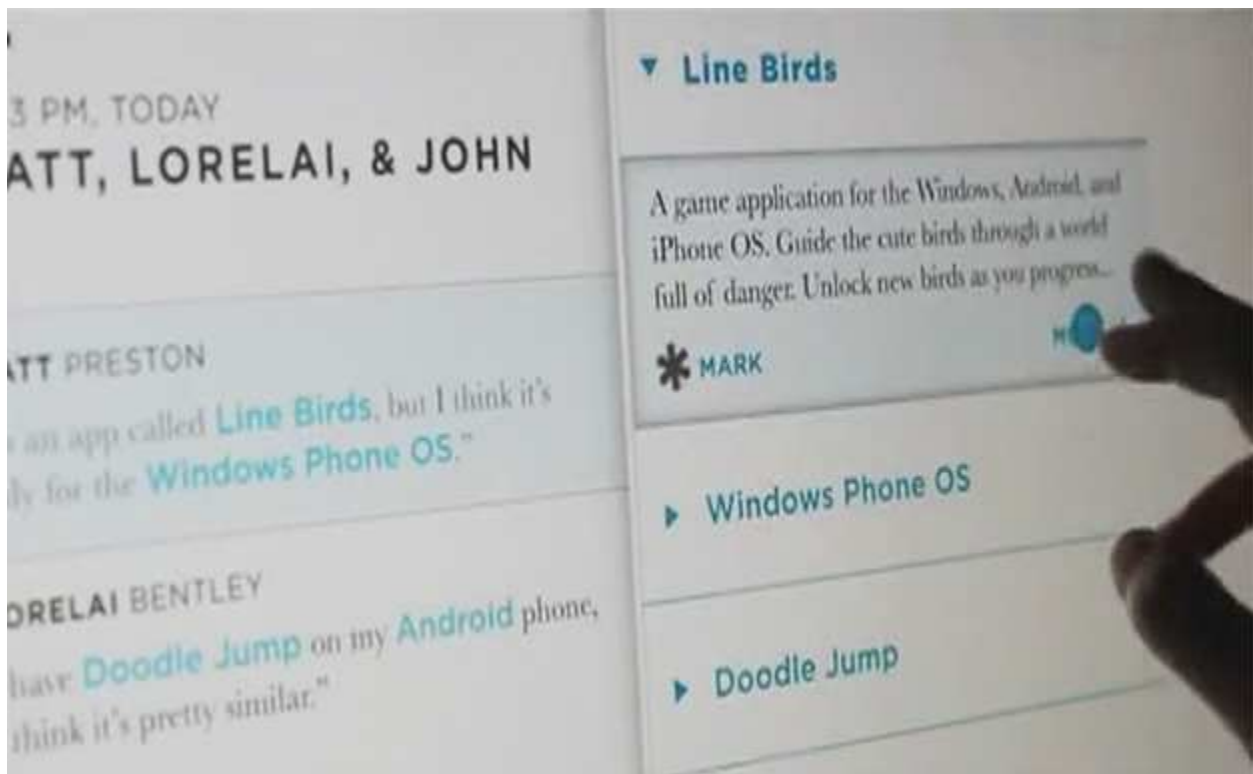 3 PM, TODAY
ATT, LORELAI, & JOHN
ATT PRESTON
an app called Line Birds, but I think it's
ly for the Windows Phone OS."
ORELAI BENTLEY
have Doodle Jump on my Android phone,
think it's pretty similar."
▼ Line Birds
A game application for the Windows, Android, and
iPhone OS. Guide the cute birds through a world
full of danger. Unlock new birds as you progress...
* MARK
▶ Windows Phone OS
▶ Doodle Jump